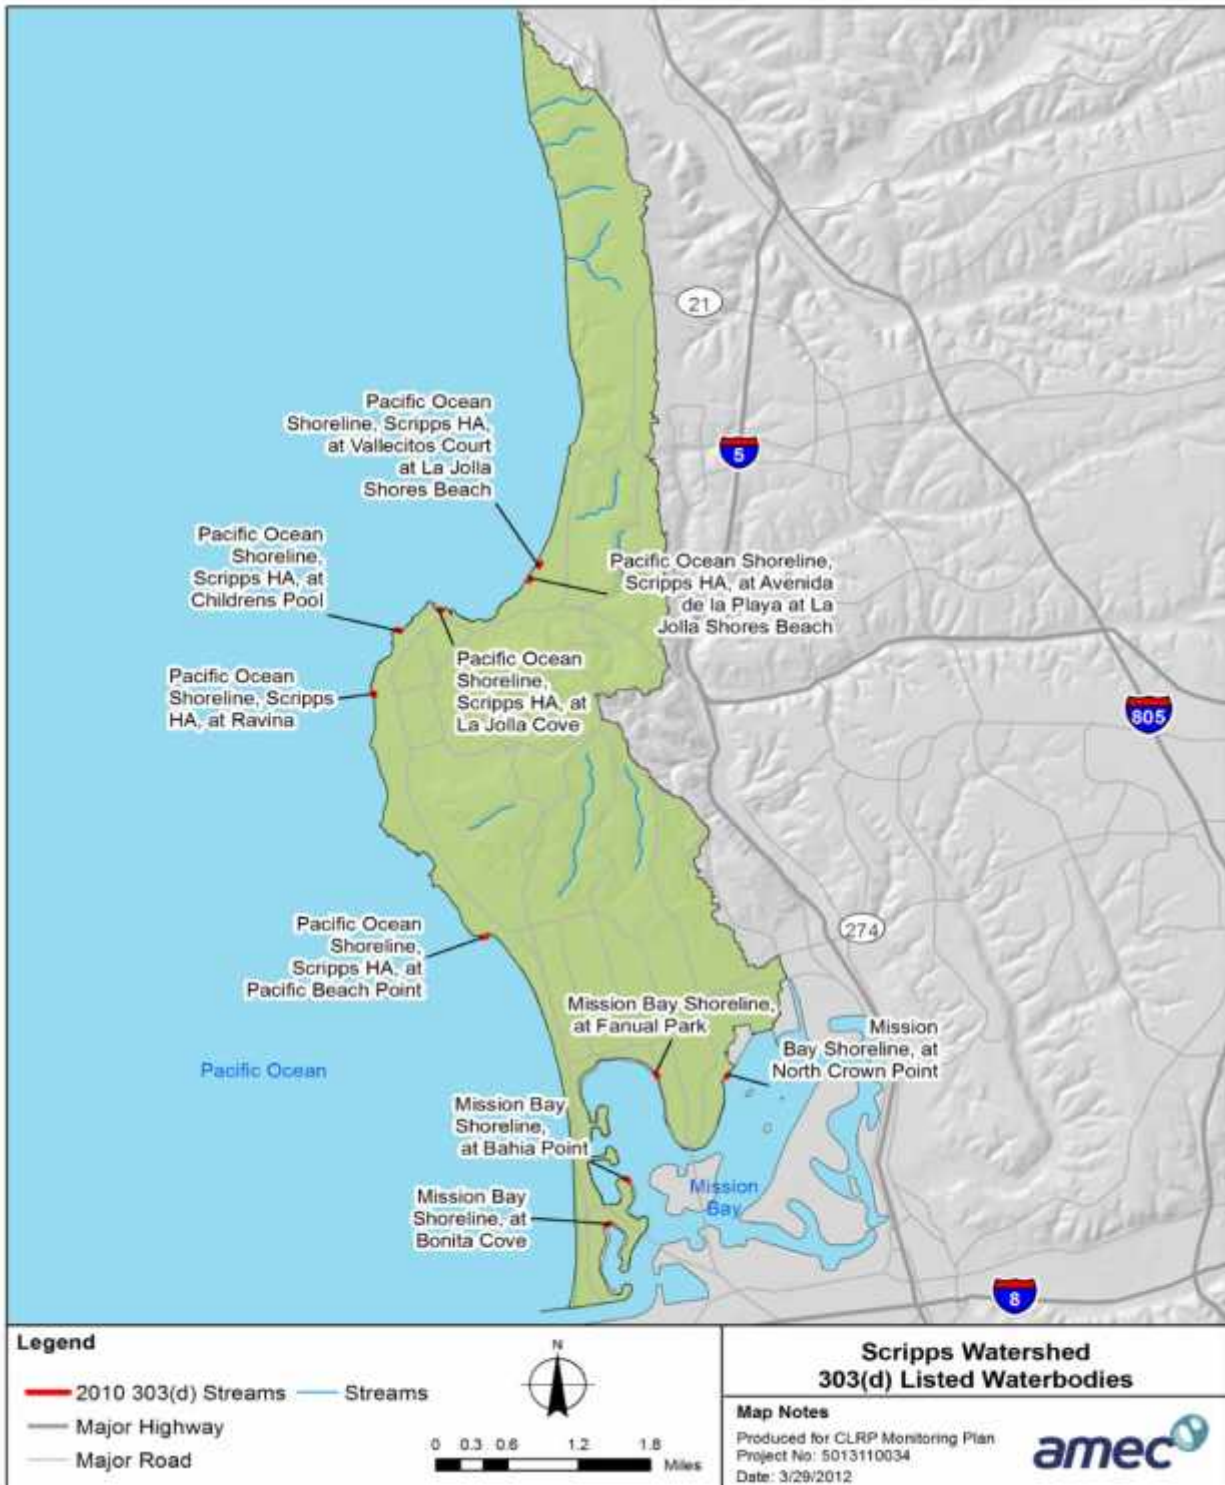 21
Pacific Ocean
Shoreline, Scripps HA,
at Vallecitos Court
at La Jolla
Shores Beach
5
Pacific Ocean
Shoreline,
Scripps HA, at
Childrens Pool
Pacific Ocean Shoreline,
Scripps HA, at Avenida
de la Playa at La
Jolla Shores Beach
Pacific Ocean
Shoreline, Scripps
HA, at Ravina
Pacific Ocean
Shoreline,
Scripps HA, at
La Jolla Cove
805
Pacific Ocean
Shoreline,
Scripps HA, at
Pacific Beach Point
274
Mission Bay Shoreline,
at Fanual Park
Mission
Bay Shoreline, at
North Crown Point
Pacific Ocean
Mission Bay
Shoreline,
at Bahia Point
Mission Bay
Shoreline, at
Bonita Cove
Mission
Bay
8
Legend
2010 303(d) Streams
Streams
Major Highway
Major Road
N
0 0.3 0.6 1.2 1.8
Miles
Scripps Watershed
303(d) Listed Waterbodies
Map Notes
Produced for CLRP Monitoring Plan
Project No: 5013110034
Date: 3/29/2012
amec